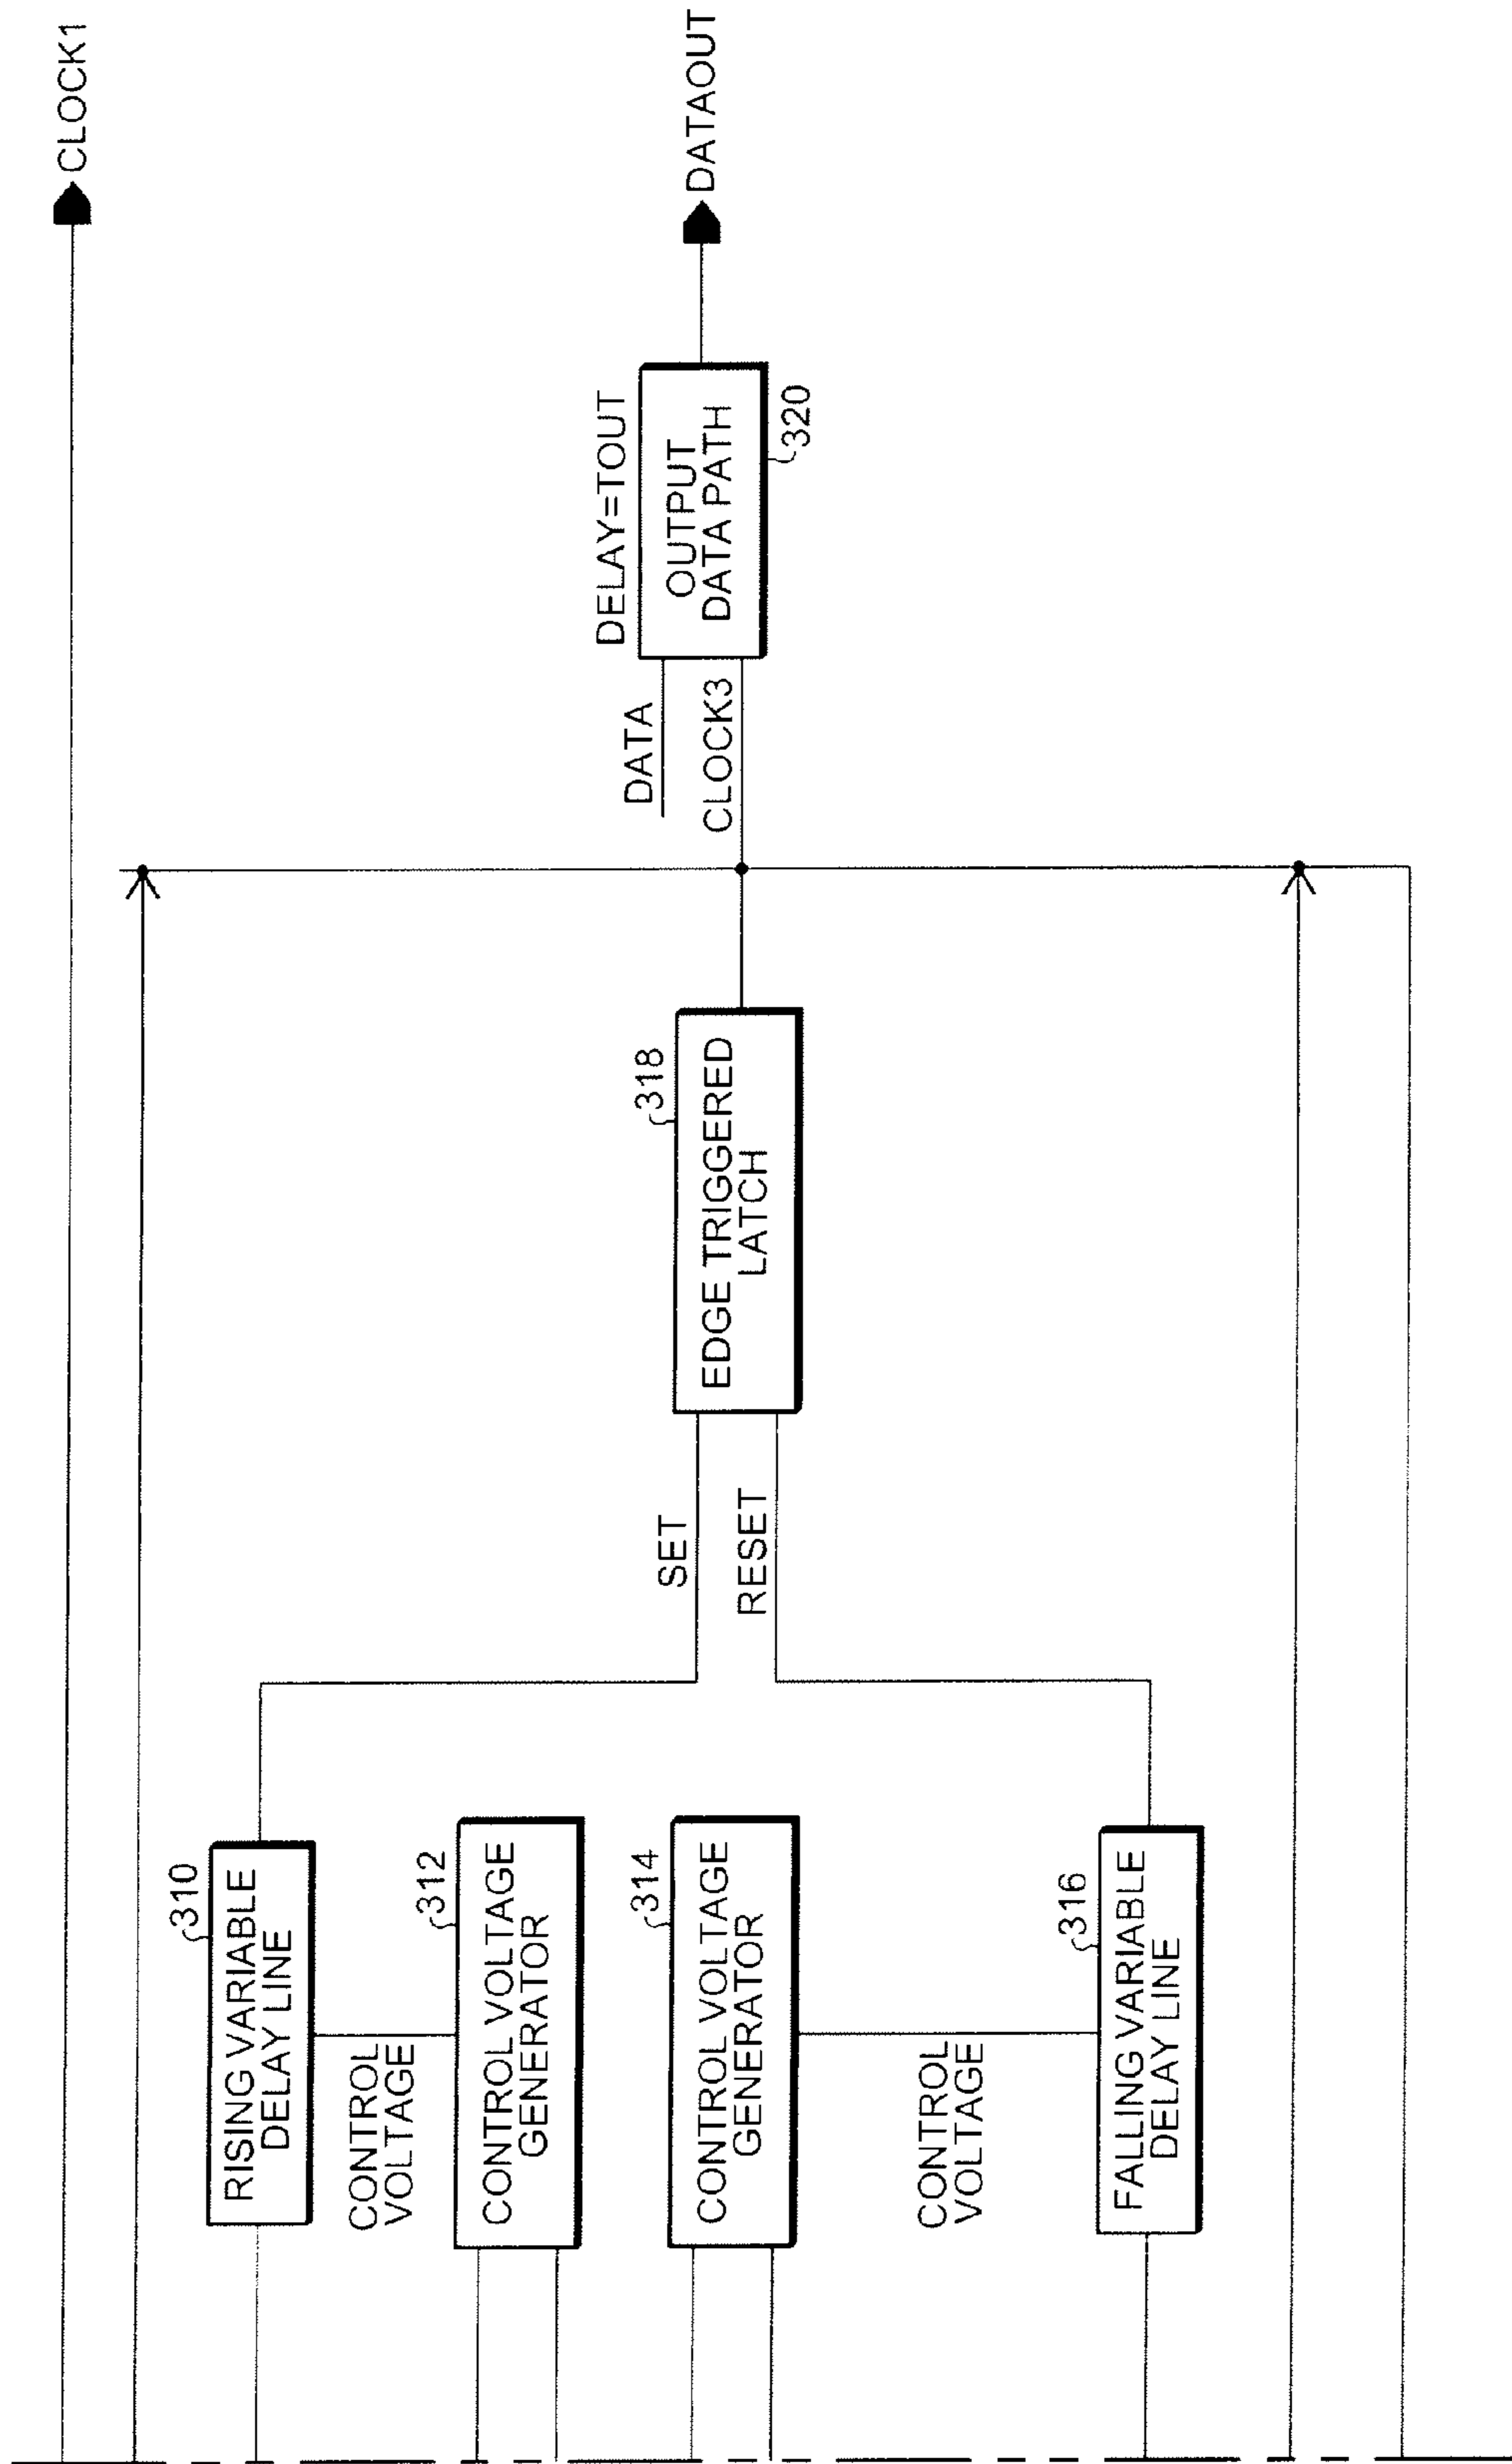 CLOCK1
310
RISING VARIABLE
DELAY LINE
CONTROL
VOLTAGE
312
CONTROL VOLTAGE
GENERATOR
314
CONTROL VOLTAGE
GENERATOR
CONTROL
VOLTAGE
316
FALLING VARIABLE
DELAY LINE
SET
RESET
318
EDGE TRIGGERED
LATCH
DATA
CLOCK3
DELAY=TOUT
OUTPUT
DATA PATH
320
DATAOUT